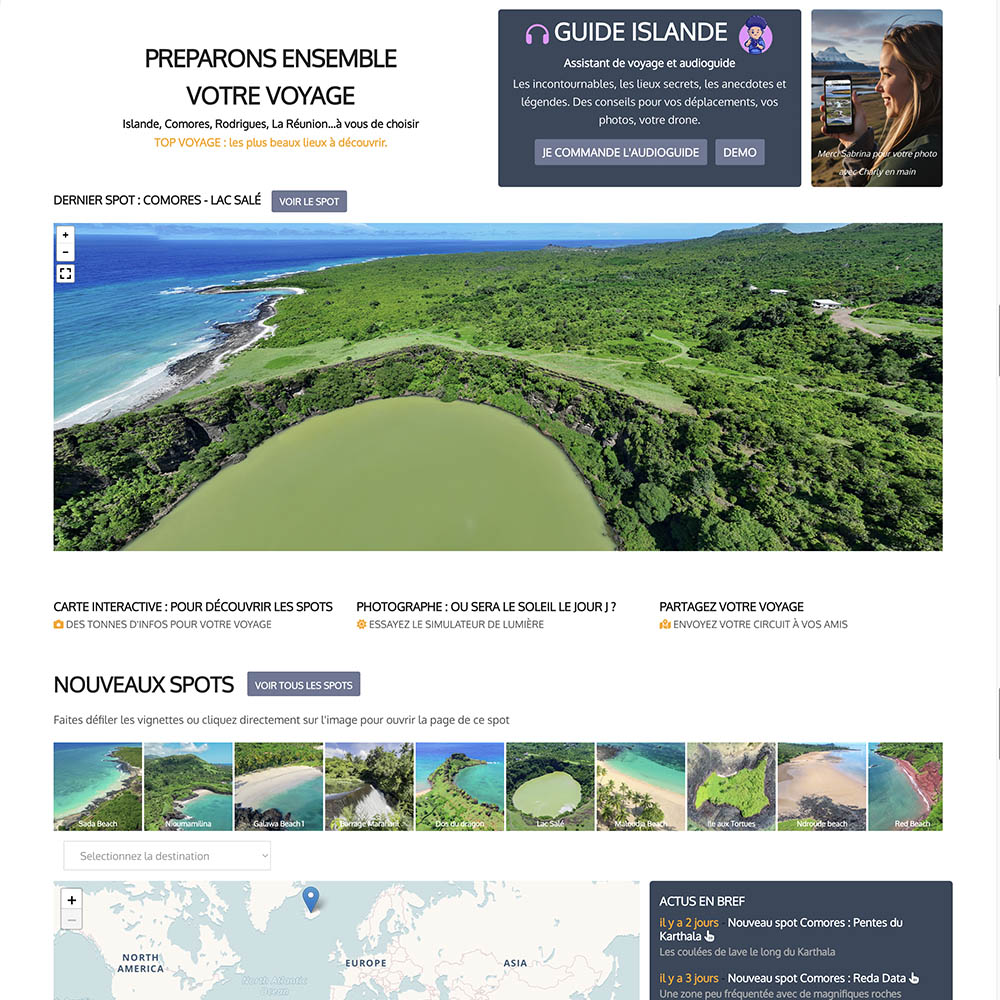 PREPARONS ENSEMBLE
VOTRE VOYAGE
Islande, Comores, Rodrigues, La Réunion...à vous de choisir
TOP VOYAGE : les plus beaux lieux à découvrir.
GUIDE ISLANDE
Assistant de voyage et audioguide
Les incontournables, les lieux secrets, les anecdotes et
légendes. Des conseils pour vos déplacements, vos
photos, votre drone.
JE COMMANDE L'AUDIOGUIDE
DEMO
Merci Sabrina pour votre photo
avec Charly en main
DERNIER SPOT : COMORES - LAC SALÉ
VOIR LE SPOT
+
−
CARTE INTERACTIVE : POUR DÉCOUVRIR LES SPOTS
DES TONNES D'INFOS POUR VOTRE VOYAGE
PHOTOGRAPHE : OU SERA LE SOLEIL LE JOUR J ?
ESSAYEZ LE SIMULATEUR DE LUMIÈRE
PARTAGEZ VOTRE VOYAGE
ENVOYEZ VOTRE CIRCUIT À VOS AMIS
NOUVEAUX SPOTS
VOIR TOUS LES SPOTS
Faites défiler les vignettes ou cliquez directement sur l'image pour ouvrir la page de ce spot
Sada Beach
Nioumamilina
Galawa Beach 1
Barrage Marahani
Dos du dragon
Lac Salé
Maloudja Beach
Ile aux Tortues
Ndroude beach
Red Beach
Selectionnez la destination
+
−
NORTH
AMERICA
North Atlantic
Ocean
EUROPE
ASIA
ACTUS EN BREF
il y a 2 jours - Nouveau spot Comores : Pentes du
Karthala
Les coulées de lave le long du Karthala
il y a 3 jours - Nouveau spot Comores : Reda Data
Une zone peu fréquentée avec de magnifiques roches